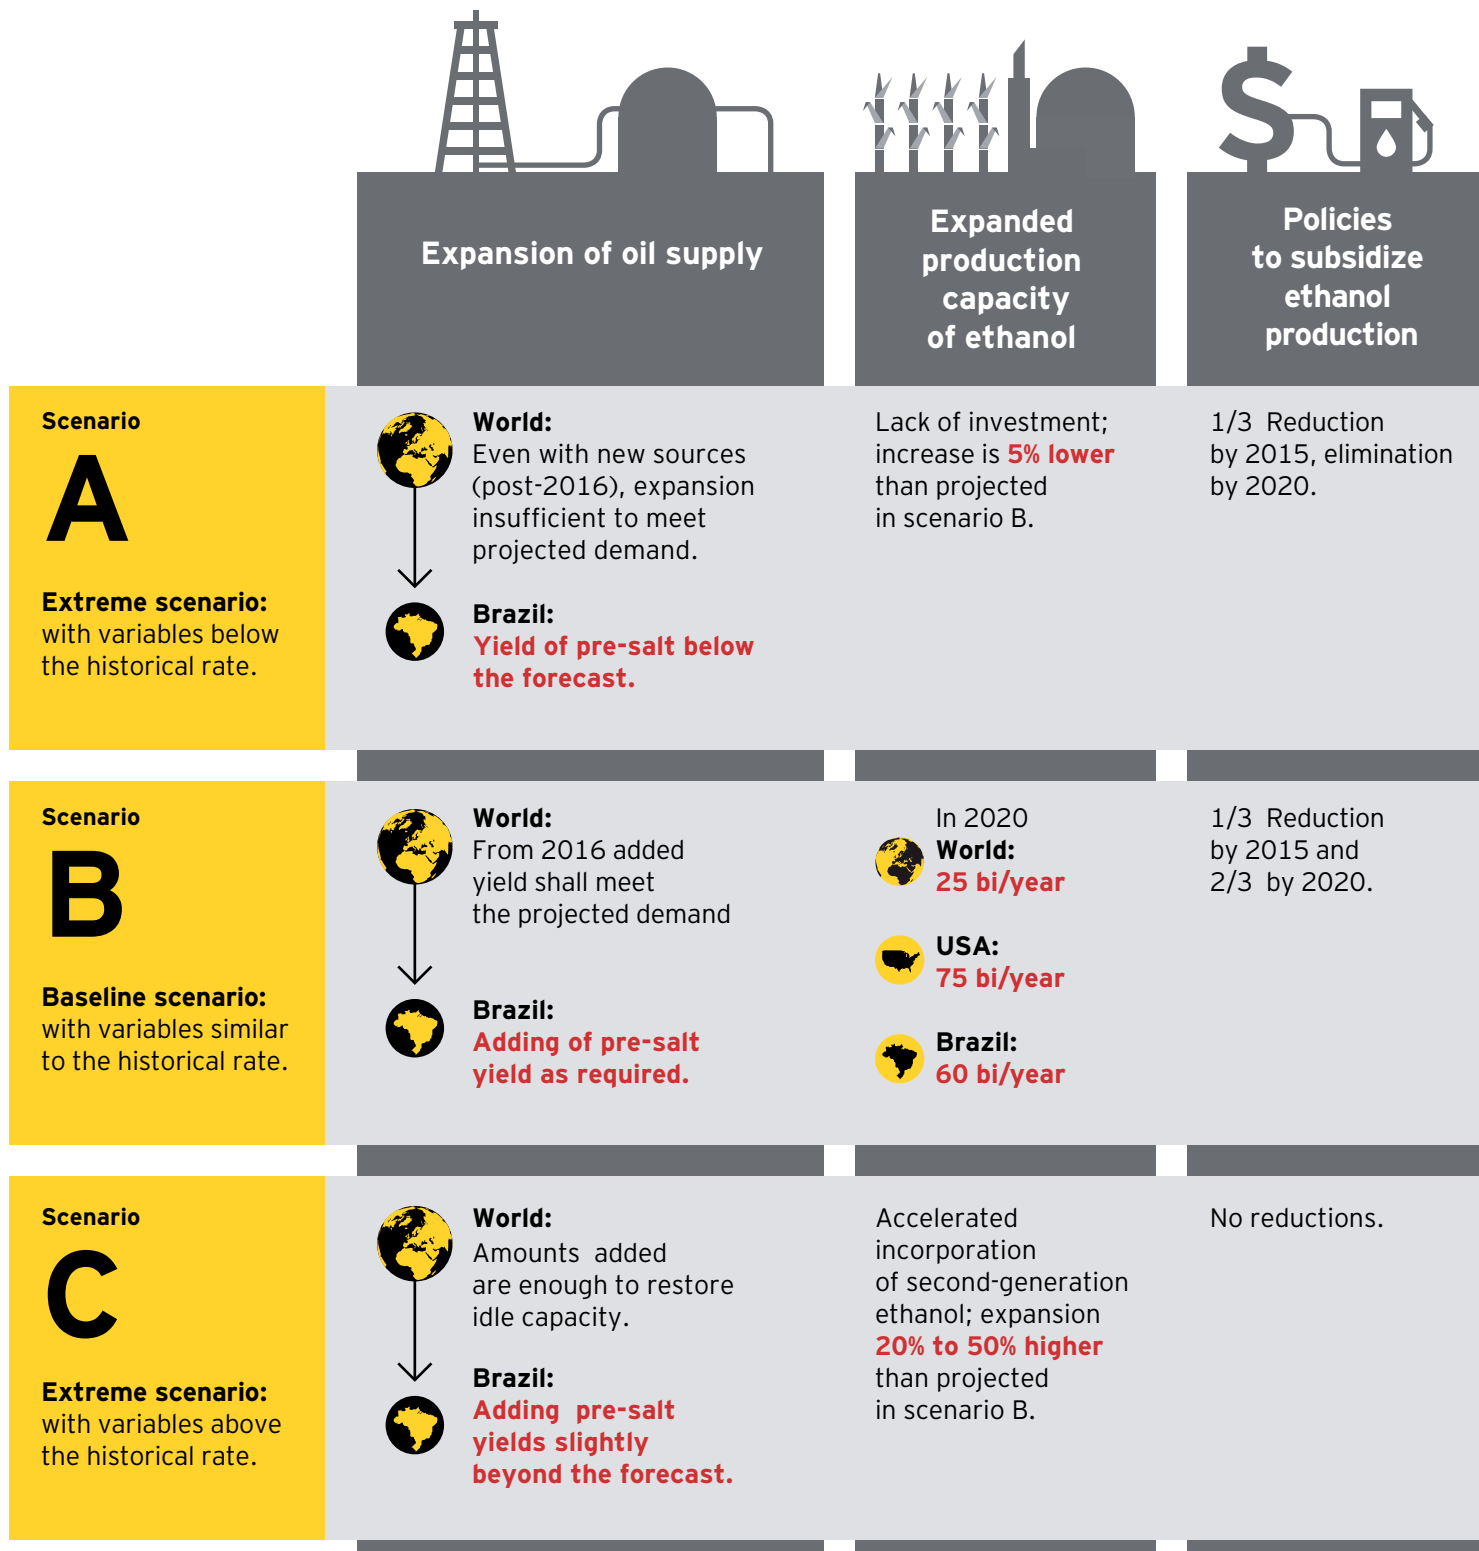 Expansion of oil supply
Expanded
production
capacity
of ethanol
Policies
to subsidize
ethanol
production
Scenario
A
Extreme scenario:
with variables below
the historical rate.
World:
Even with new sources
(post-2016), expansion
insufficient to meet
projected demand.
Brazil:
Yield of pre-salt below
the forecast.
Lack of investment;
increase is 5% lower
than projected
in scenario B.
1/3 Reduction
by 2015, elimination
by 2020.
Scenario
B
Baseline scenario:
with variables similar
to the historical rate.
World:
From 2016 added
yield shall meet
the projected demand
Brazil:
Adding of pre-salt
yield as required.
In 2020
World:
25 bi/year
USA:
75 bi/year
Brazil:
60 bi/year
1/3 Reduction
by 2015 and
2/3 by 2020.
Scenario
C
Extreme scenario:
with variables above
the historical rate.
World:
Amounts added
are enough to restore
idle capacity.
Brazil:
Adding pre-salt
yields slightly
beyond the forecast.
Accelerated
incorporation
of second-generation
ethanol; expansion
20% to 50% higher
than projected
in scenario B.
No reductions.